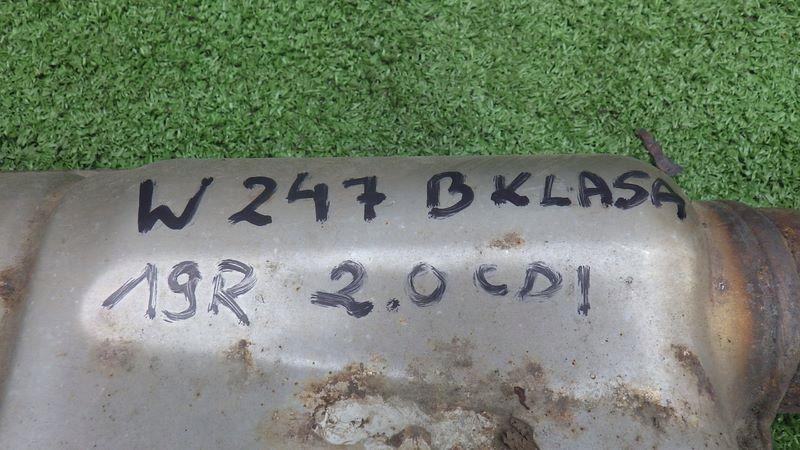 W 247 B KLASA
19R 2.0 CDI